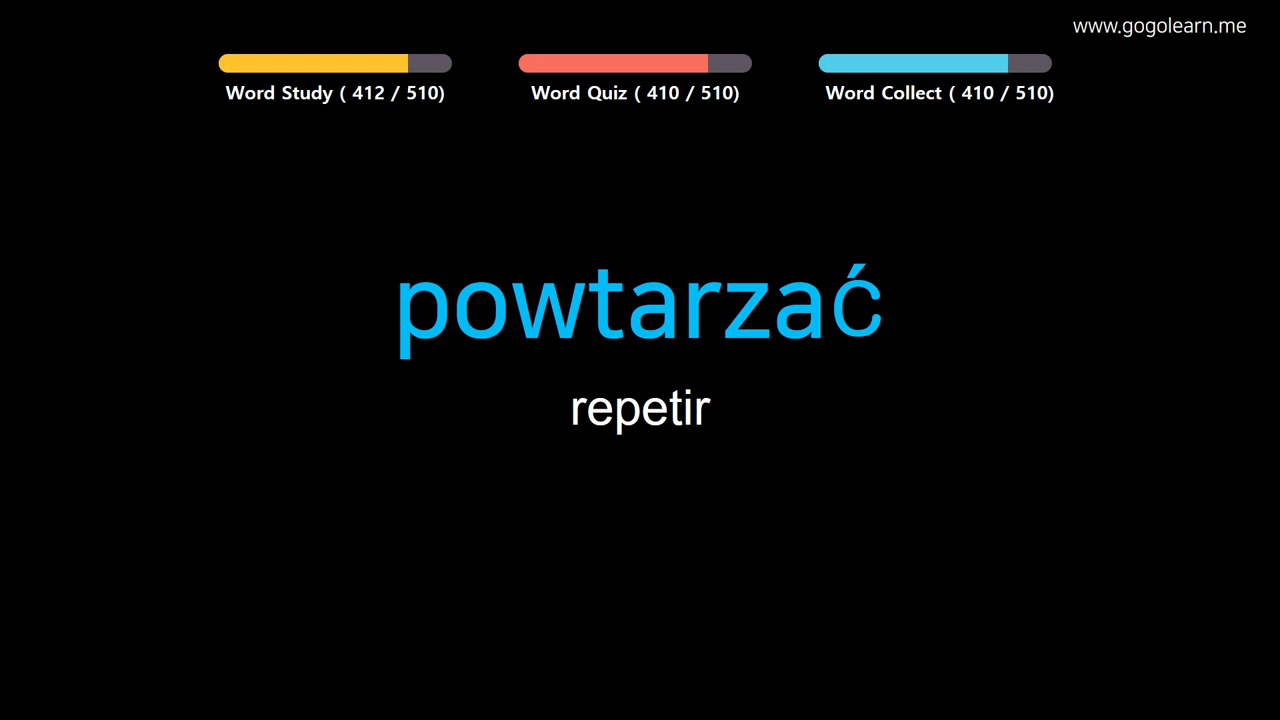 www.gogolearn.me
Word Study ( 412 / 510)
Word Quiz ( 410 / 510)
Word Collect ( 410 / 510)
powtarzać
repetir